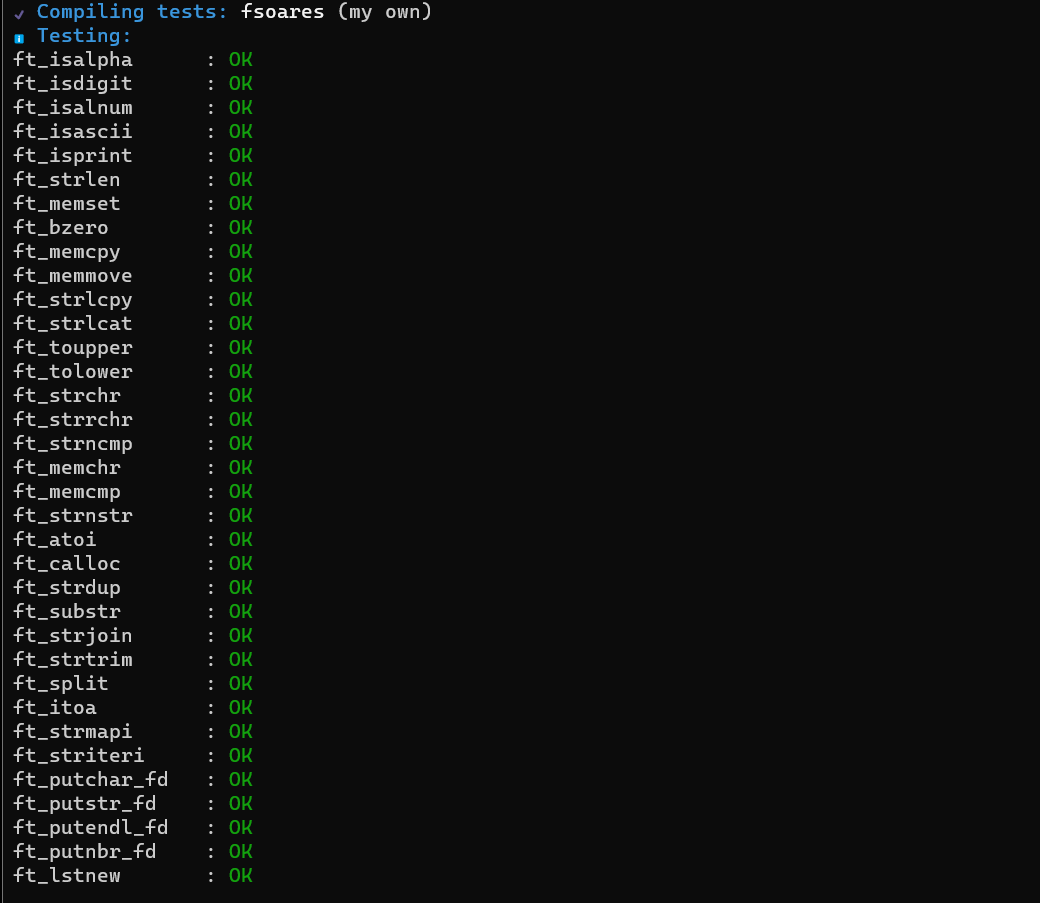 ✓ Compiling tests: fsoares (my own)
ℹ Testing:
ft_isalpha : OK
ft_isdigit : OK
ft_isalnum : OK
ft_isascii : OK
ft_isprint : OK
ft_strlen : OK
ft_memset : OK
ft_bzero : OK
ft_memcpy : OK
ft_memmove : OK
ft_strlcpy : OK
ft_strlcat : OK
ft_toupper : OK
ft_tolower : OK
ft_strchr : OK
ft_strrchr : OK
ft_strncmp : OK
ft_memchr : OK
ft_memcmp : OK
ft_strnstr : OK
ft_atoi : OK
ft_calloc : OK
ft_strdup : OK
ft_substr : OK
ft_strjoin : OK
ft_strtrim : OK
ft_split : OK
ft_itoa : OK
ft_strmapi : OK
ft_striteri : OK
ft_putchar_fd : OK
ft_putstr_fd : OK
ft_putendl_fd : OK
ft_putnbr_fd : OK
ft_lstnew : OK